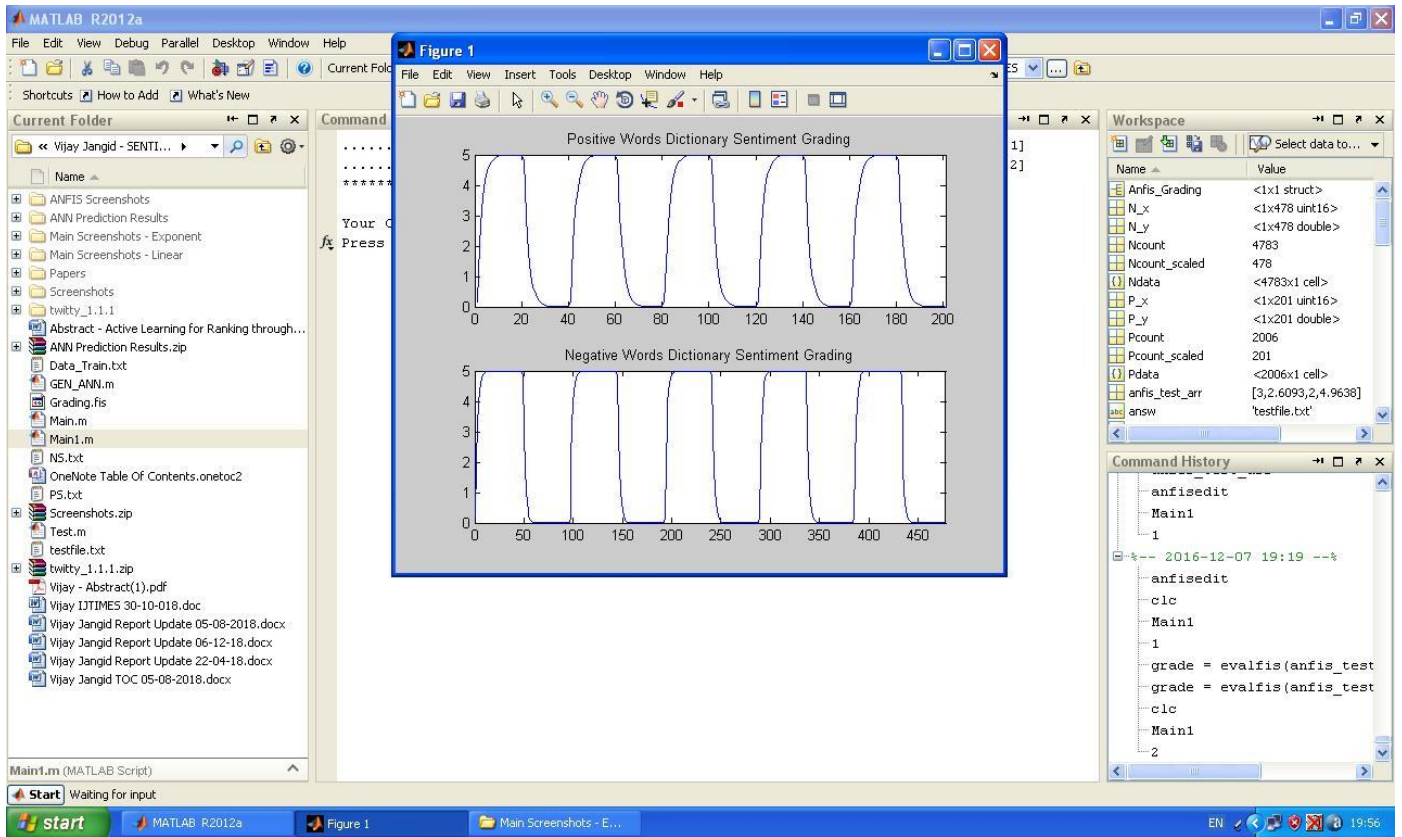 MATLAB R2012a
File Edit View Debug Parallel Desktop Window Help
Current Fold
Shortcuts How to Add What's New
Current Folder
« Vijay Jangid - SENTI...
Name
ANFIS Screenshots
ANN Prediction Results
Main Screenshots - Exponent
Main Screenshots - Linear
Papers
Screenshots
twitty_1.1.1
Abstract - Active Learning for Ranking through...
ANN Prediction Results.zip
Data_Train.txt
GEN_ANN.m
Grading.fis
Main.m
Main1.m
NS.txt
OneNote Table Of Contents.onetoc2
PS.txt
Screenshots.zip
Test.m
testfile.txt
twitty_1.1.1.zip
Vijay - Abstract(1).pdf
Vijay IJTIMES 30-10-018.doc
Vijay Jangid Report Update 05-08-2018.docx
Vijay Jangid Report Update 06-12-18.docx
Vijay Jangid Report Update 22-04-18.docx
Vijay Jangid TOC 05-08-2018.docx
Main1.m (MATLAB Script)
Command
1]
2]
******
Your C
fx Press
Figure 1
File Edit View Insert Tools Desktop Window Help
Positive Words Dictionary Sentiment Grading
5
4
3
2
1
0
0 20 40 60 80 100 120 140 160 180 200
Negative Words Dictionary Sentiment Grading
5
4
3
2
1
0
0 50 100 150 200 250 300 350 400 450
ES
Workspace
Select data to...
Name Value
Anfis_Grading <1x1 struct>
N_x <1x478 uint16>
N_y <1x478 double>
Ncount 4783
Ncount_scaled 478
Ndata <4783x1 cell>
P_x <1x201 uint16>
P_y <1x201 double>
Pcount 2006
Pcount_scaled 201
Pdata <2006x1 cell>
anfis_test_arr [3,2.6093,2,4.9638]
abc answ 'testfile.txt'
Command History
anfisedit
Main1
1
%-- 2016-12-07 19:19 --%
anfisedit
clc
Main1
1
grade = evalfis(anfis_test
grade = evalfis(anfis_test
clc
Main1
2
Start Waiting for input
start MATLAB R2012a Figure 1 Main Screenshots - E... EN 19:56